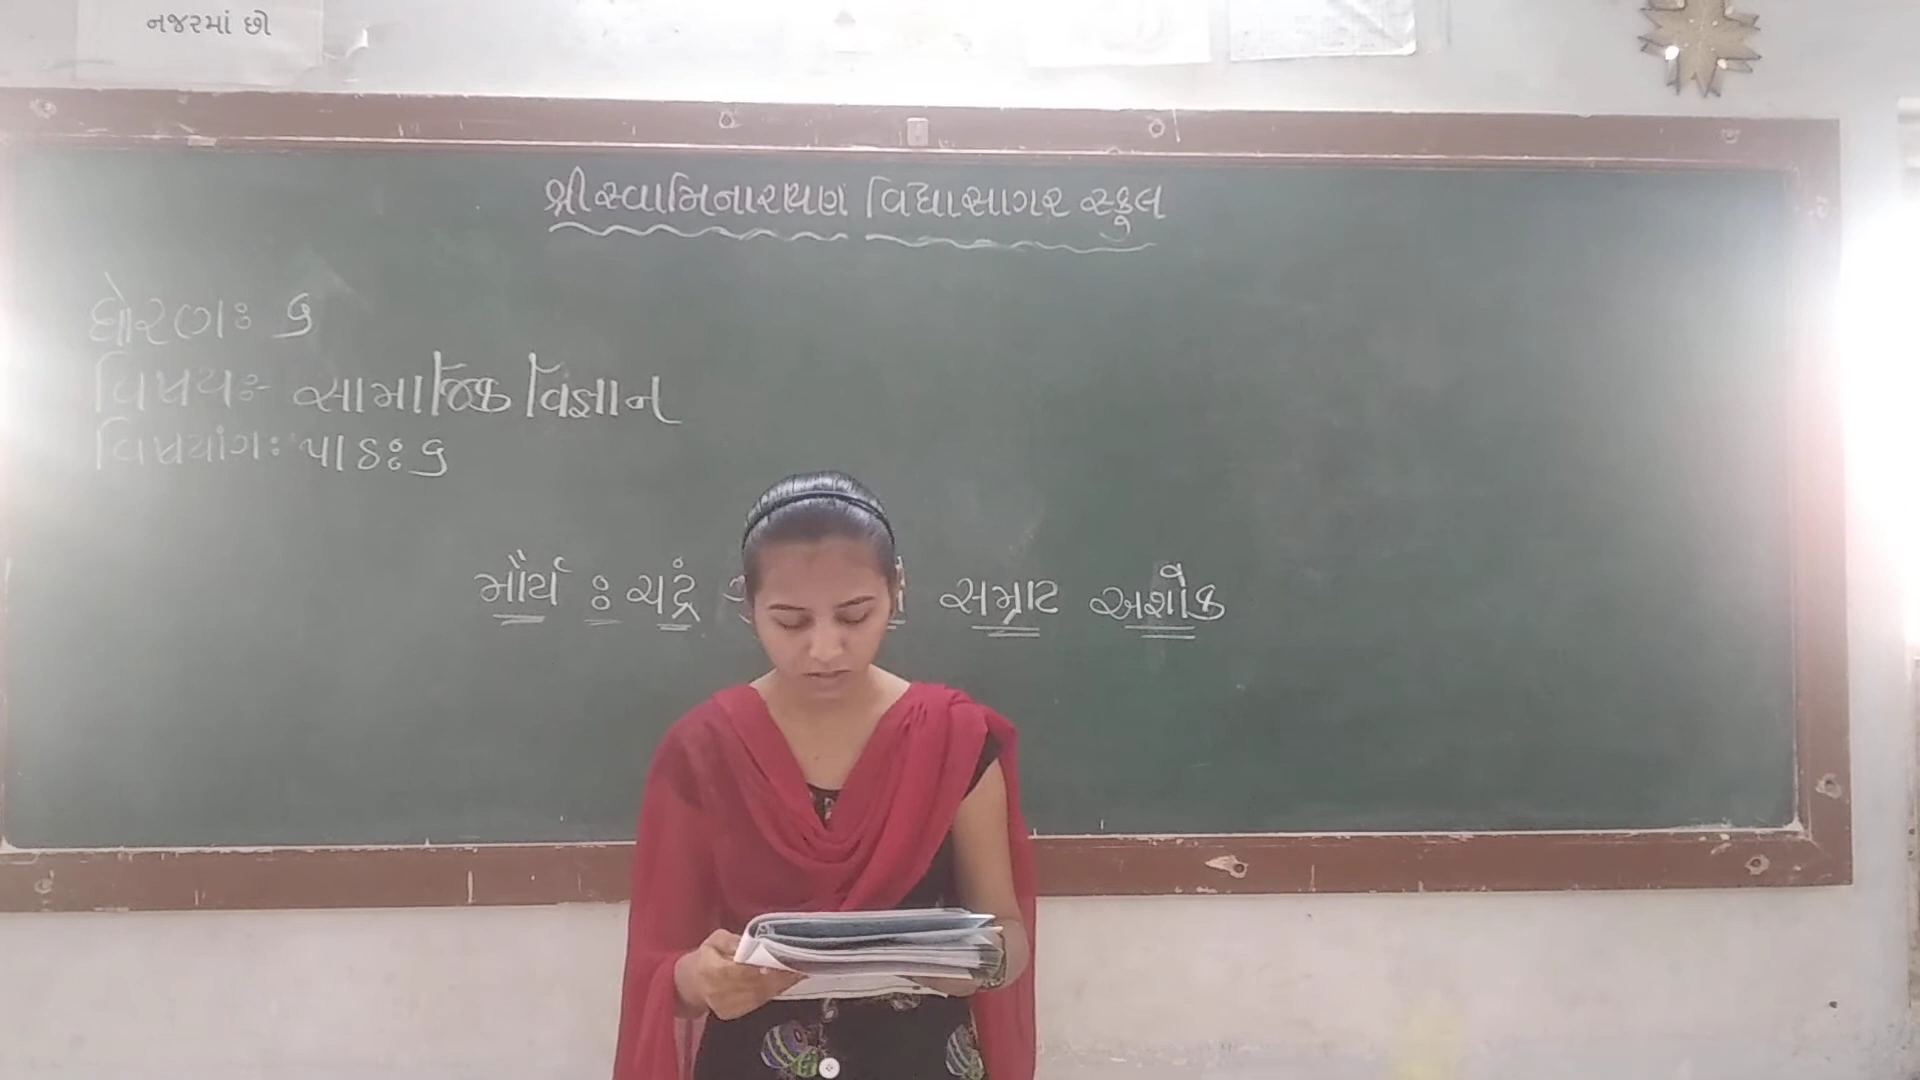 નજરમાં છો
શ્રી સ્વામિનારાયણ વિદ્યાસાગર સ્કુલ
ધોરણઃ ૬
વિષયઃ- સામાજિક વિજ્ઞાન
વિષયાંગઃ પાઠઃ ૬
મૌર્ય ઃ ચંદ્ર સમ્રાટ અશોક